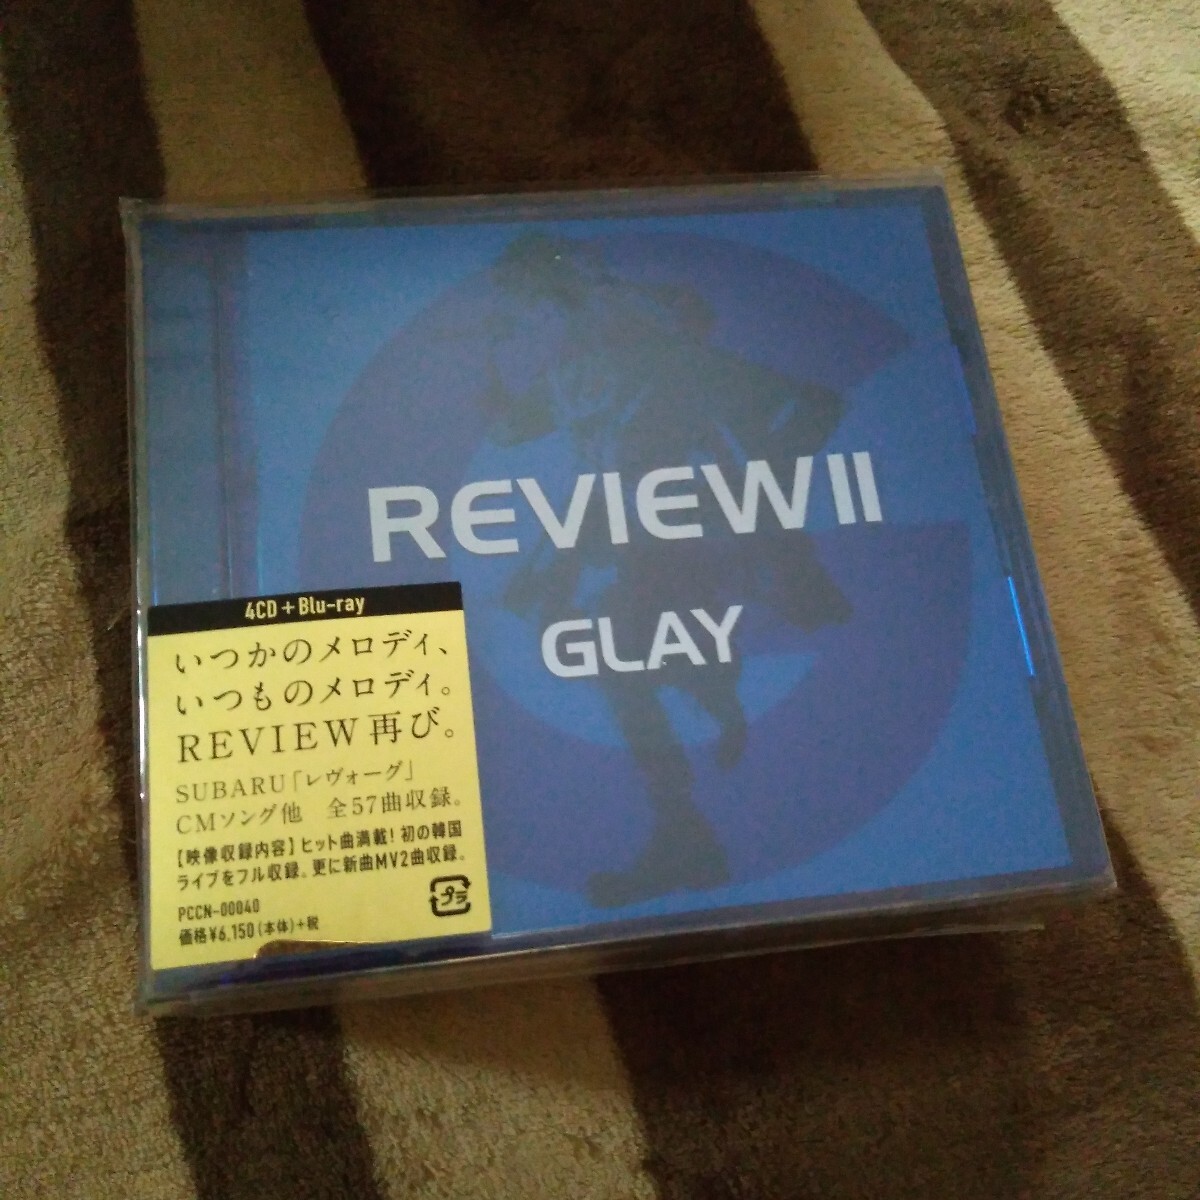 REVIEW II
GLAY
4CD+Blu-ray
いつかのメロディ、
いつものメロディ。
REVIEW再び。
SUBARU「レヴォーグ」
CMソング他 全57曲収録。
【映像収録内容】ヒット曲満載!初の韓国
ライブをフル収録。更に新曲MV2曲収録。
プラ
PCCN-00040
価格¥6,150(本体)+税